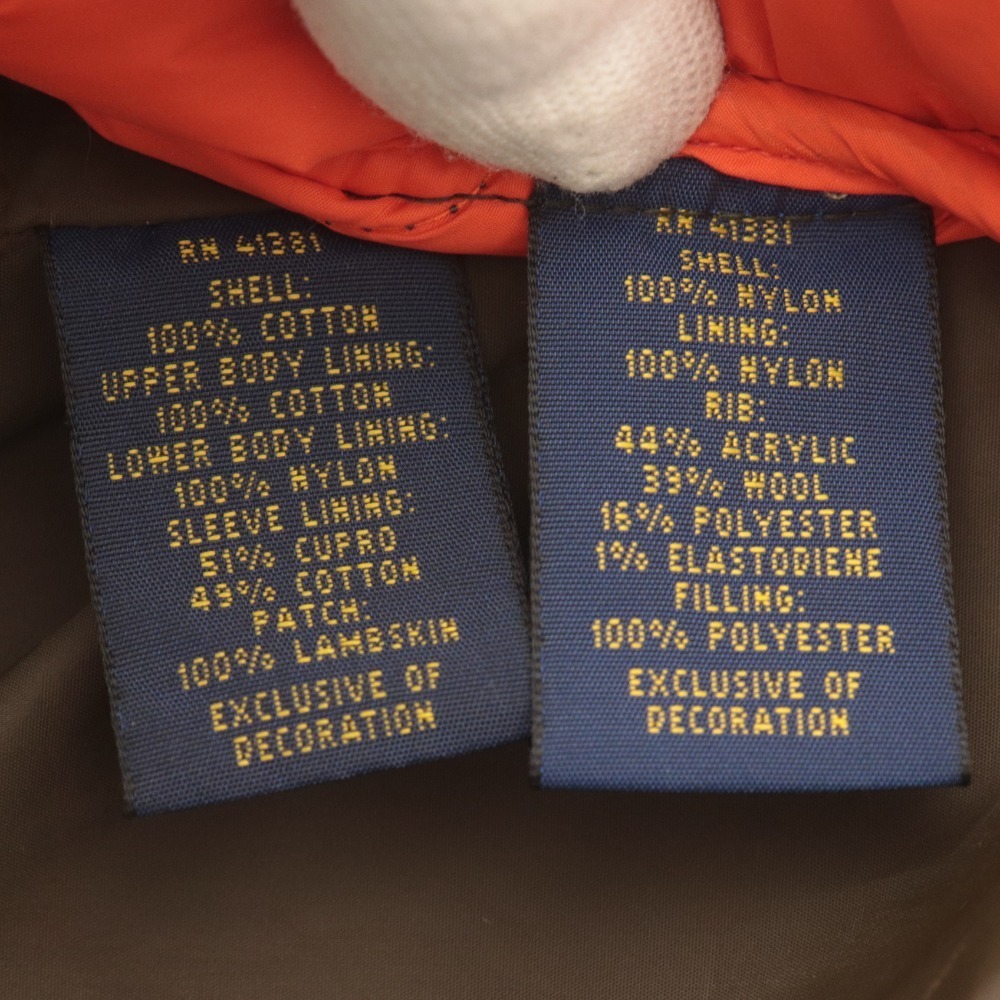 RN 41381
SHELL:
100% COTTON
UPPER BODY LINING:
100% COTTON
LOWER BODY LINING:
100% NYLON
SLEEVE LINING:
51% CUPRO
49% COTTON
PATCH:
100% LAMBSKIN
EXCLUSIVE OF
DECORATION
RN 41381
SHELL:
100% NYLON
LINING:
100% NYLON
RIB:
44% ACRYLIC
39% WOOL
16% POLYESTER
1% ELASTODIENE
FILLING:
100% POLYESTER
EXCLUSIVE OF
DECORATION